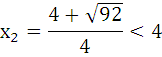 x₂ = (4 + √92)/4 < 4